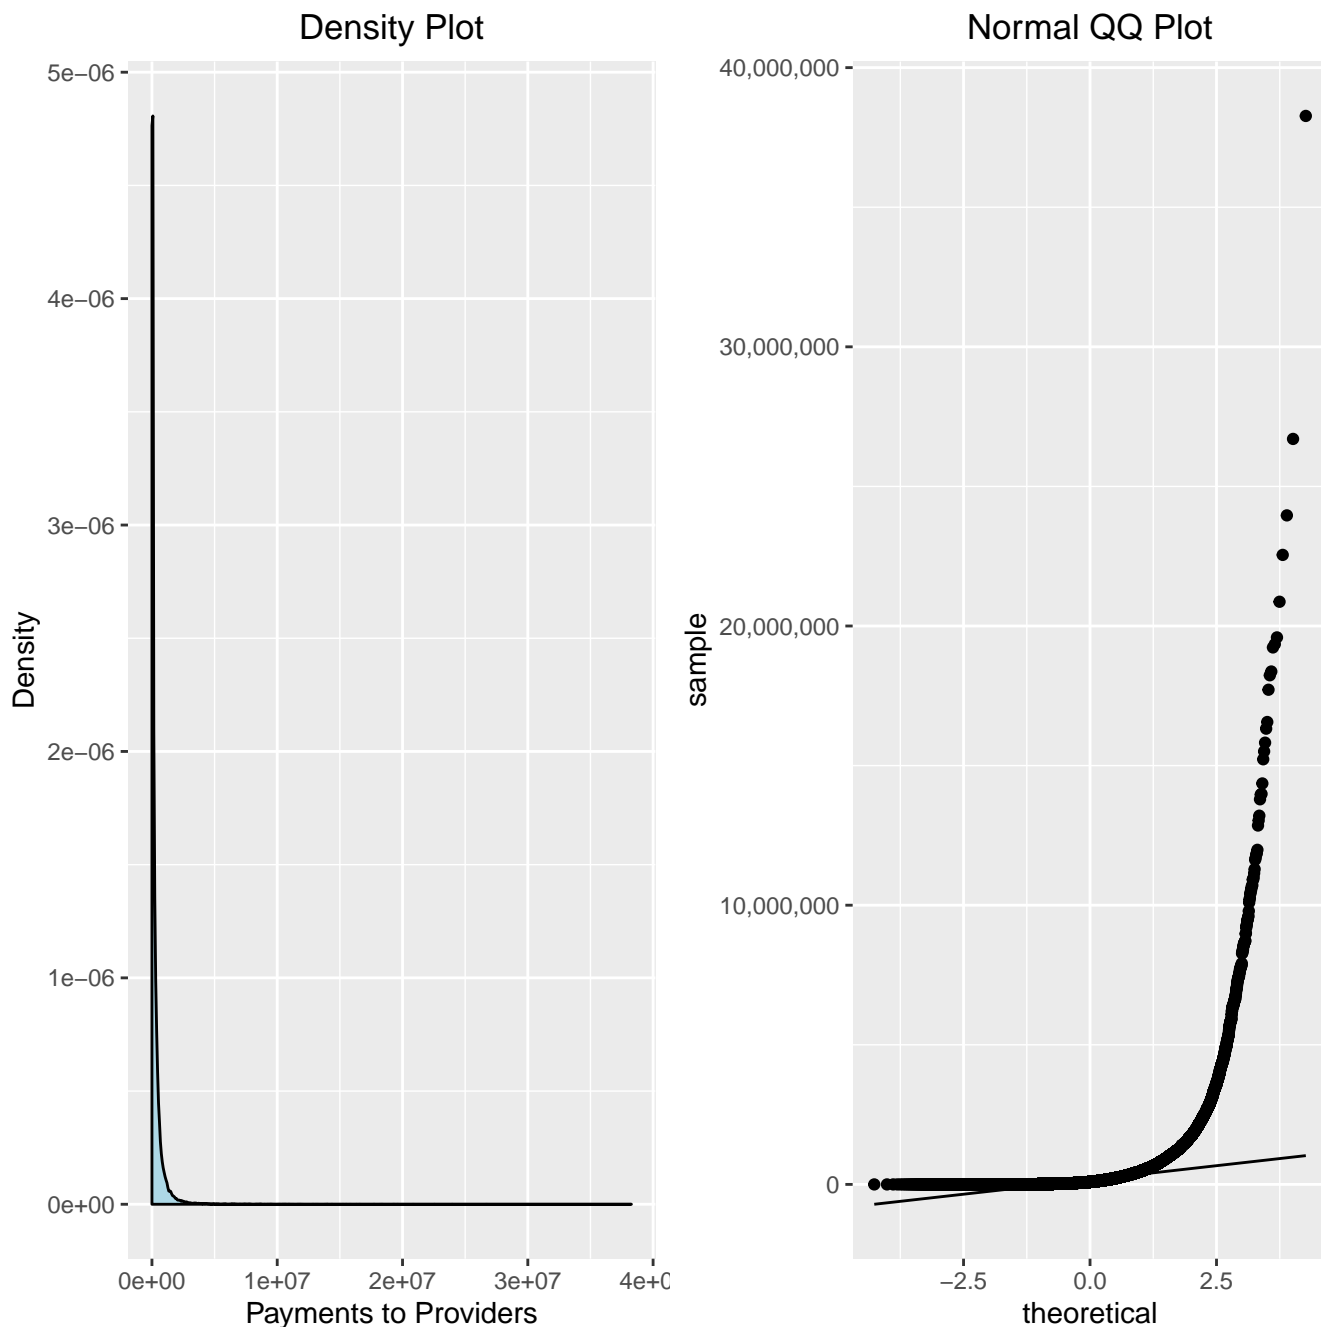 Density Plot
5e−06
4e−06
3e−06
2e−06
1e−06
0e+00
Density
0e+00 1e+07 2e+07 3e+07 4e+0
Payments to Providers
Normal QQ Plot
40,000,000
30,000,000
20,000,000
10,000,000
0
sample
−2.5 0.0 2.5
theoretical